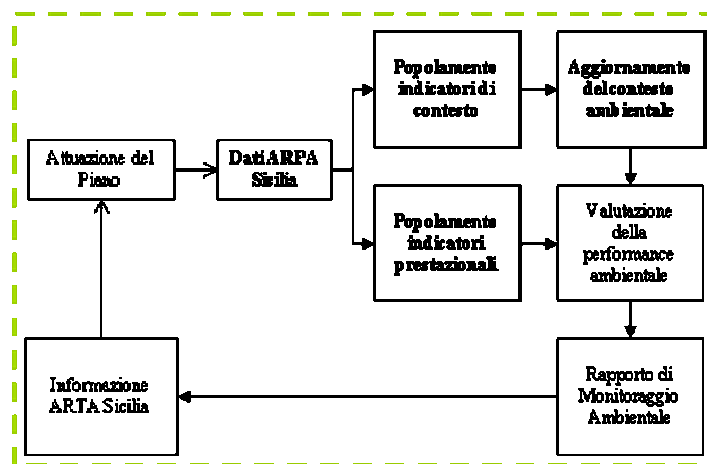 Popolamento
indicatori di
contesto
Aggiornamento
del contesto
ambientale
Attuazione del
Piano
Dati ARPA
Sicilia
Popolamento
indicatori
prestazionali
Valutazione
della
performance
ambientale
Informazione
ARTA Sicilia
Rapporto di
Monitoraggio
Ambientale